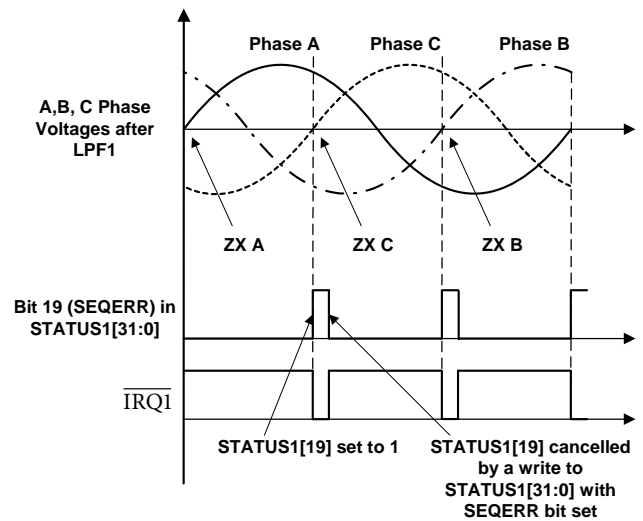 Phase A Phase C Phase B
A,B, C Phase
Voltages after
LPF1
ZX A ZX C ZX B
Bit 19 (SEQERR) in
STATUS1[31:0]
IRQ1
STATUS1[19] set to 1
STATUS1[19] cancelled
by a write to
STATUS1[31:0] with
SEQERR bit set